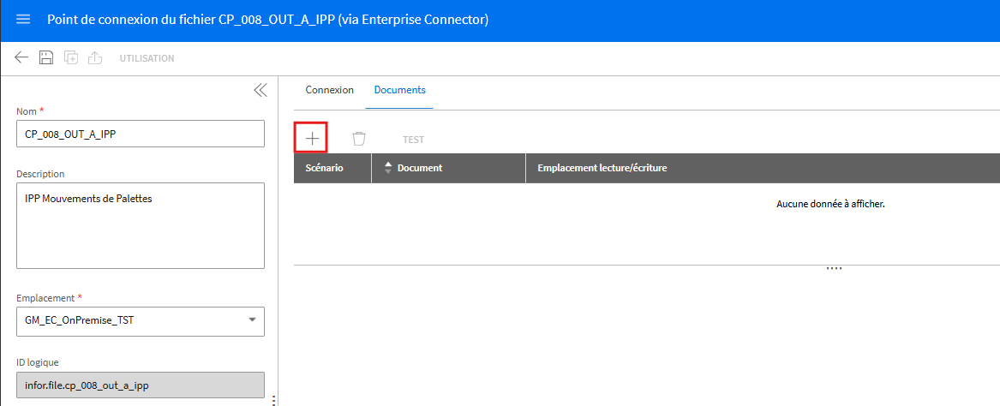 Point de connexion du fichier CP_008_OUT_A_IPP (via Enterprise Connector)
UTILISATION
Nom *
CP_008_OUT_A_IPP
Description
IPP Mouvements de Palettes
Emplacement *
GM_EC_OnPremise_TST
ID logique
infor.file.cp_008_out_a_ipp
Connexion Documents
TEST
Scénario Document Emplacement lecture/écriture
Aucune donnée à afficher.